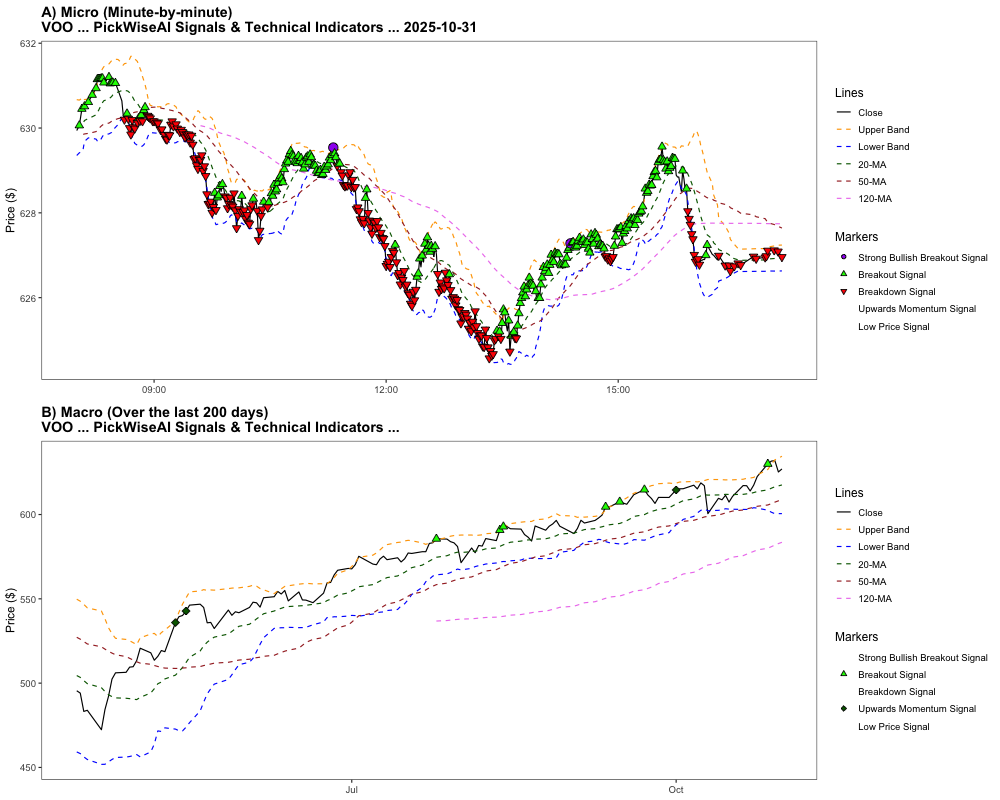 A) Micro (Minute-by-minute)
VOO ... PickWiseAI Signals & Technical Indicators ... 2025-10-31
632
630
628
626
Price ($)
09:00
12:00
15:00
Lines
Close
Upper Band
Lower Band
20-MA
50-MA
120-MA
Markers
Strong Bullish Breakout Signal
Breakout Signal
Breakdown Signal
Upwards Momentum Signal
Low Price Signal
B) Macro (Over the last 200 days)
VOO ... PickWiseAI Signals & Technical Indicators ...
600
550
500
450
Price ($)
Jul
Oct
Lines
Close
Upper Band
Lower Band
20-MA
50-MA
120-MA
Markers
Strong Bullish Breakout Signal
Breakout Signal
Breakdown Signal
Upwards Momentum Signal
Low Price Signal